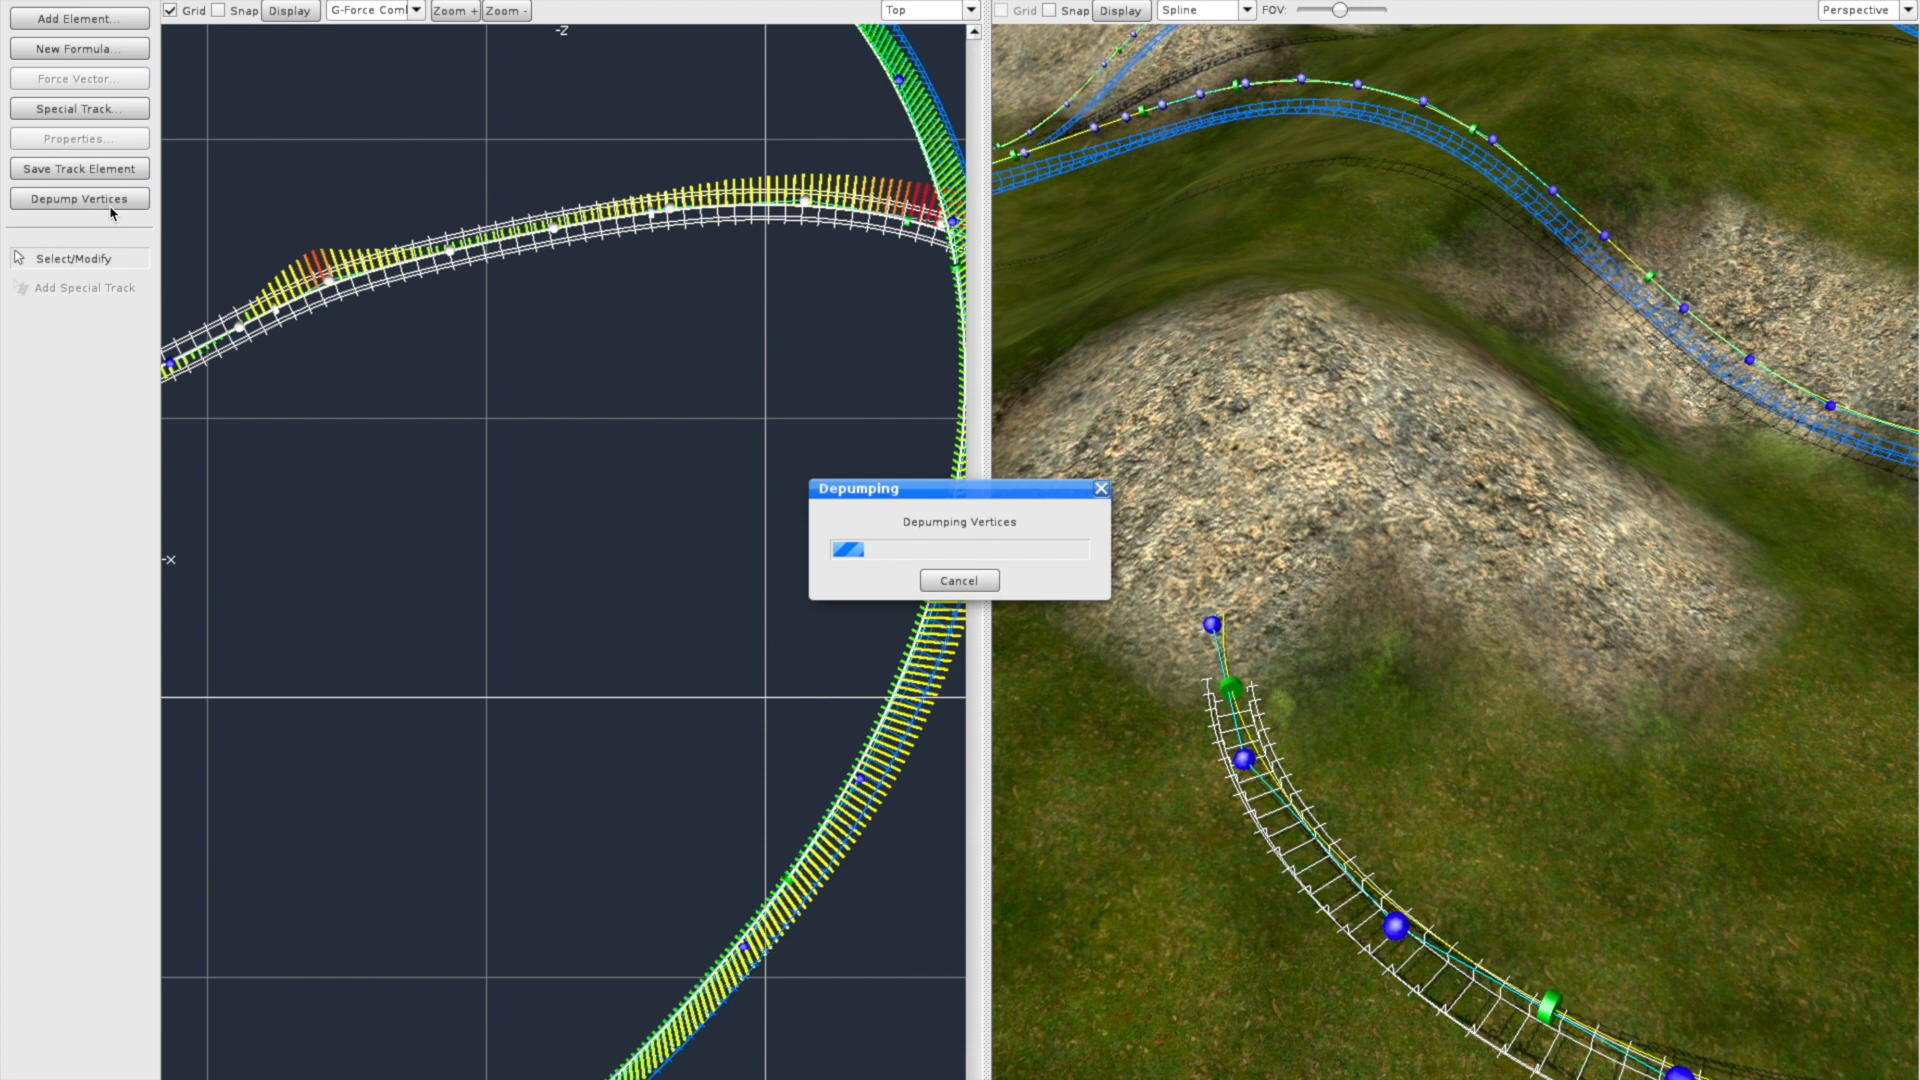 Add Element...
New Formula...
Force Vector...
Special Track...
Properties...
Save Track Element
Depump Vertices
Select/Modify
Add Special Track
Grid Snap Display G-Force Coml Zoom + Zoom - Top
-Z
-X
Grid Snap Display Spline FOV: Perspective
Depumping
Depumping Vertices
Cancel